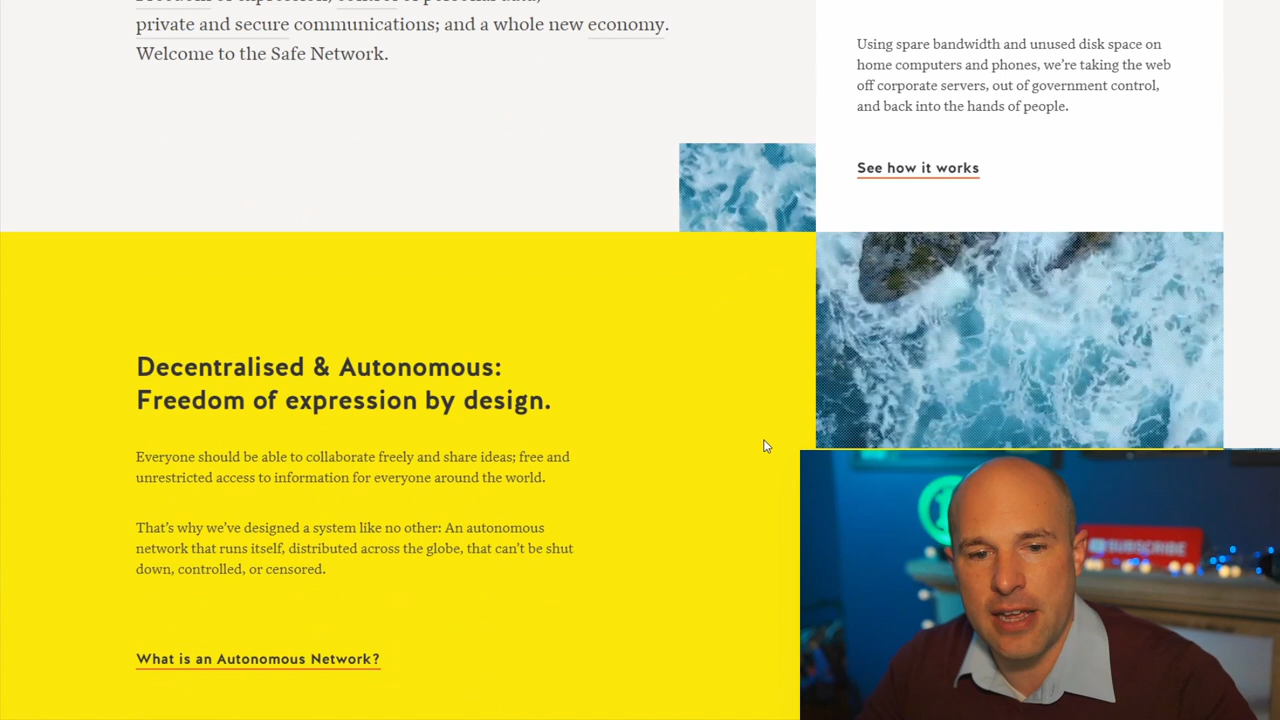 private and secure communications; and a whole new economy.
Welcome to the Safe Network.
Using spare bandwidth and unused disk space on
home computers and phones, we're taking the web
off corporate servers, out of government control,
and back into the hands of people.
See how it works
Decentralised & Autonomous:
Freedom of expression by design.
Everyone should be able to collaborate freely and share ideas; free and
unrestricted access to information for everyone around the world.
That's why we've designed a system like no other: An autonomous
network that runs itself, distributed across the globe, that can't be shut
down, controlled, or censored.
What is an Autonomous Network?
SUBSCRIBE